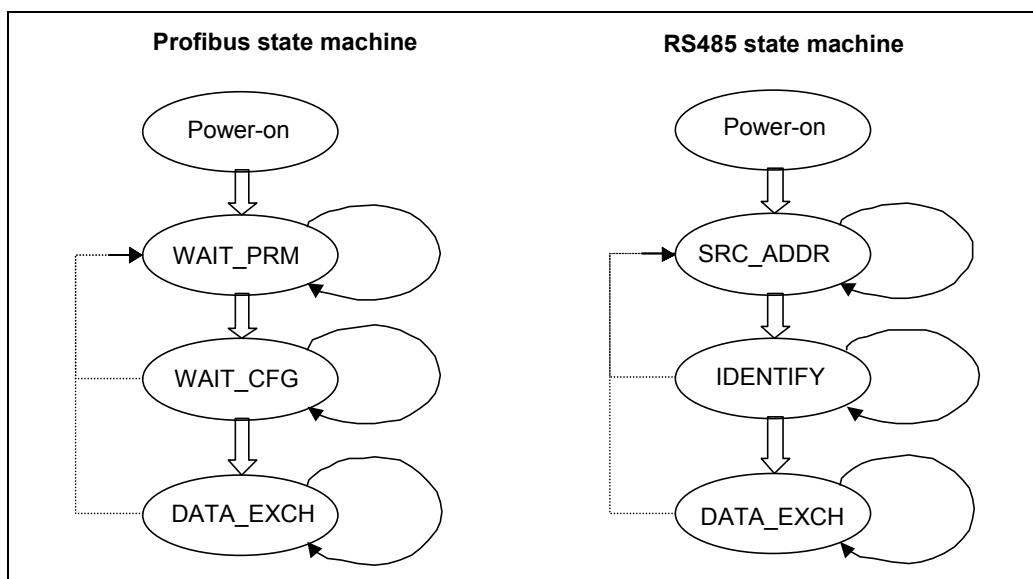 Profibus state machine
Power-on
WAIT_PRM
WAIT_CFG
DATA_EXCH
RS485 state machine
Power-on
SRC_ADDR
IDENTIFY
DATA_EXCH